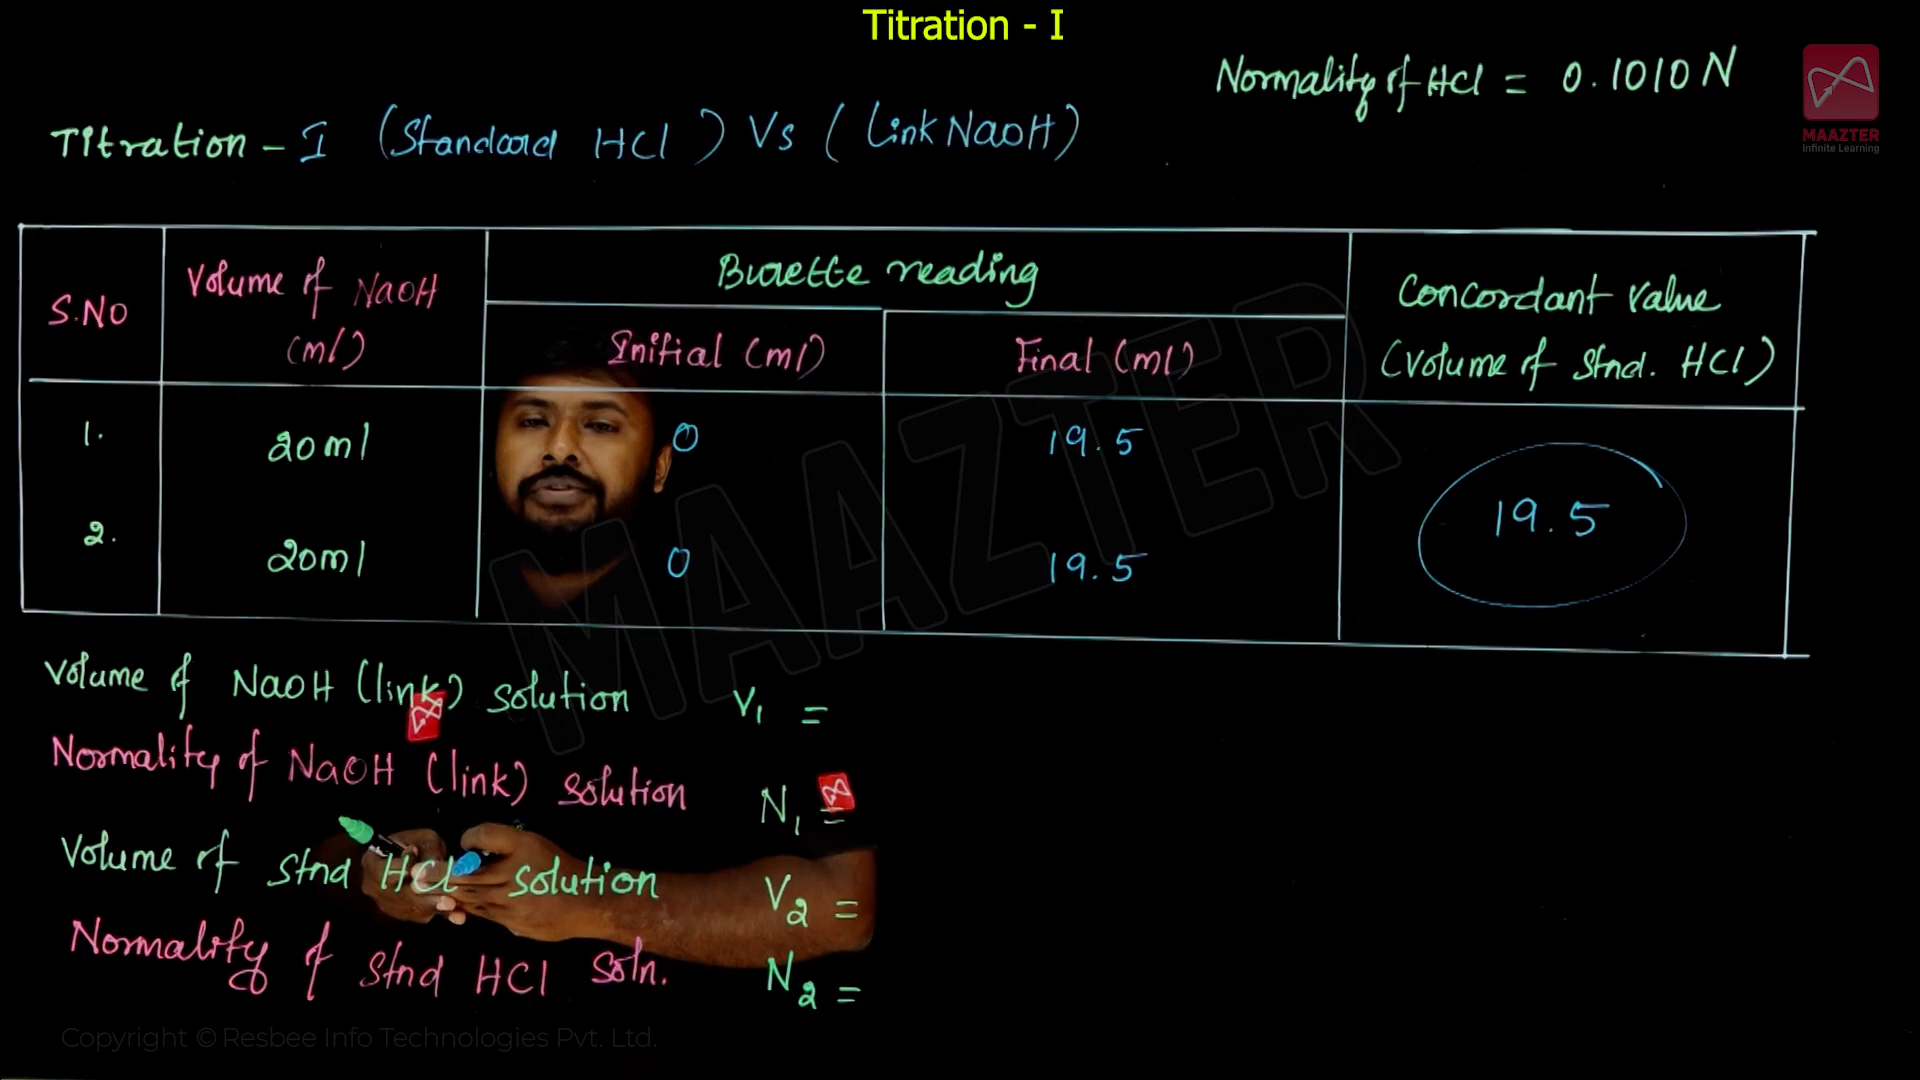 Titration - I
Normality of HCl = 0.1010 N
MAAZTER
Infinite Learning
Titration - I (Standard HCl) Vs (Link NaOH)
S.NO
Volume of NaOH
(ml)
Burette reading
Initial (ml)
Final (ml)
Concordant value
(Volume of Stnd. HCl)
1.
20ml
0
19.5
2.
20ml
0
19.5
19.5
MAAZTER
Volume of NaOH (link) solution V1 =
Normality of NaOH (link) solution N1 =
Volume of Stnd HCl solution V2 =
Normality of Stnd HCl soln. N2 =
Copyright © Resbee Info Technologies Pvt. Ltd.